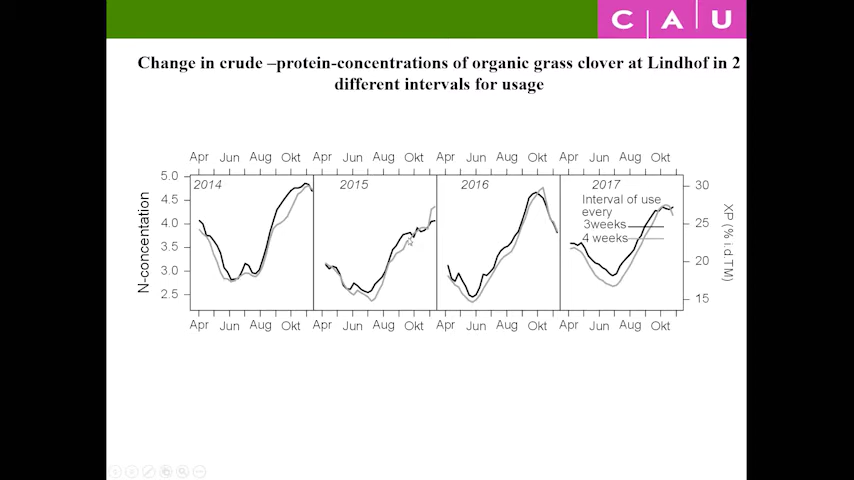 CAU
Change in crude –protein-concentrations of organic grass clover at Lindhof in 2
different intervals for usage
Apr Jun Aug Okt Apr Jun Aug Okt Apr Jun Aug Okt Apr Jun Aug Okt
5.0
4.5
4.0
3.5
3.0
2.5
N-concentation
2014 2015 2016 2017
Interval of use
every
3weeks
4 weeks
30
25
20
15
XP (% i.d.TM)
Apr Jun Aug Okt Apr Jun Aug Okt Apr Jun Aug Okt Apr Jun Aug Okt